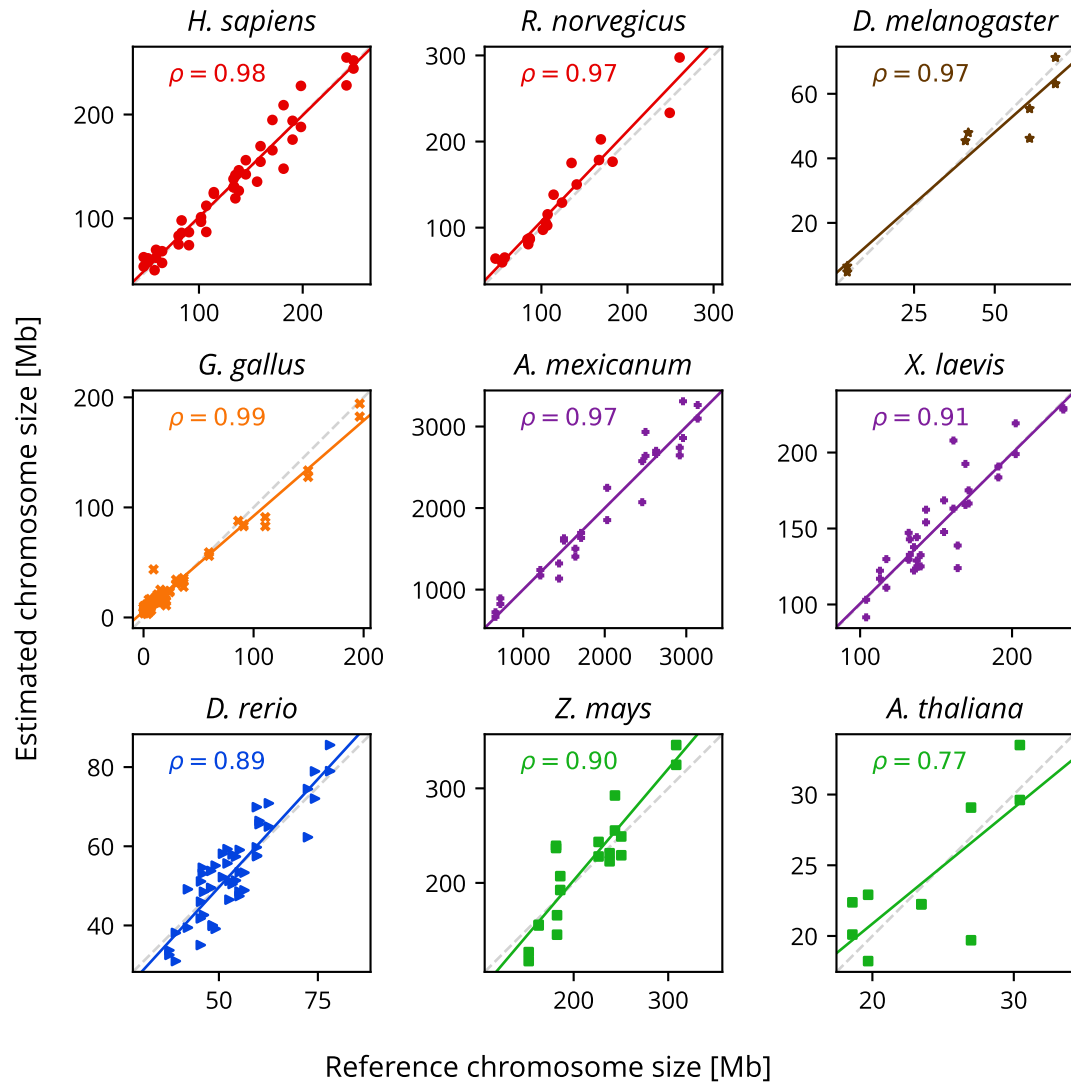 H. sapiens
R. norvegicus
D. melanogaster
ρ = 0.98
ρ = 0.97
ρ = 0.97
200
100
100
200
300
200
100
100
200
300
60
40
20
25
50
Estimated chromosome size [Mb]
G. gallus
A. mexicanum
X. laevis
ρ = 0.99
ρ = 0.97
ρ = 0.91
200
100
0
0
100
200
3000
2000
1000
1000
2000
3000
200
150
100
100
200
D. rerio
Z. mays
A. thaliana
ρ = 0.89
ρ = 0.90
ρ = 0.77
80
60
40
50
75
300
200
200
300
30
25
20
20
30
Reference chromosome size [Mb]